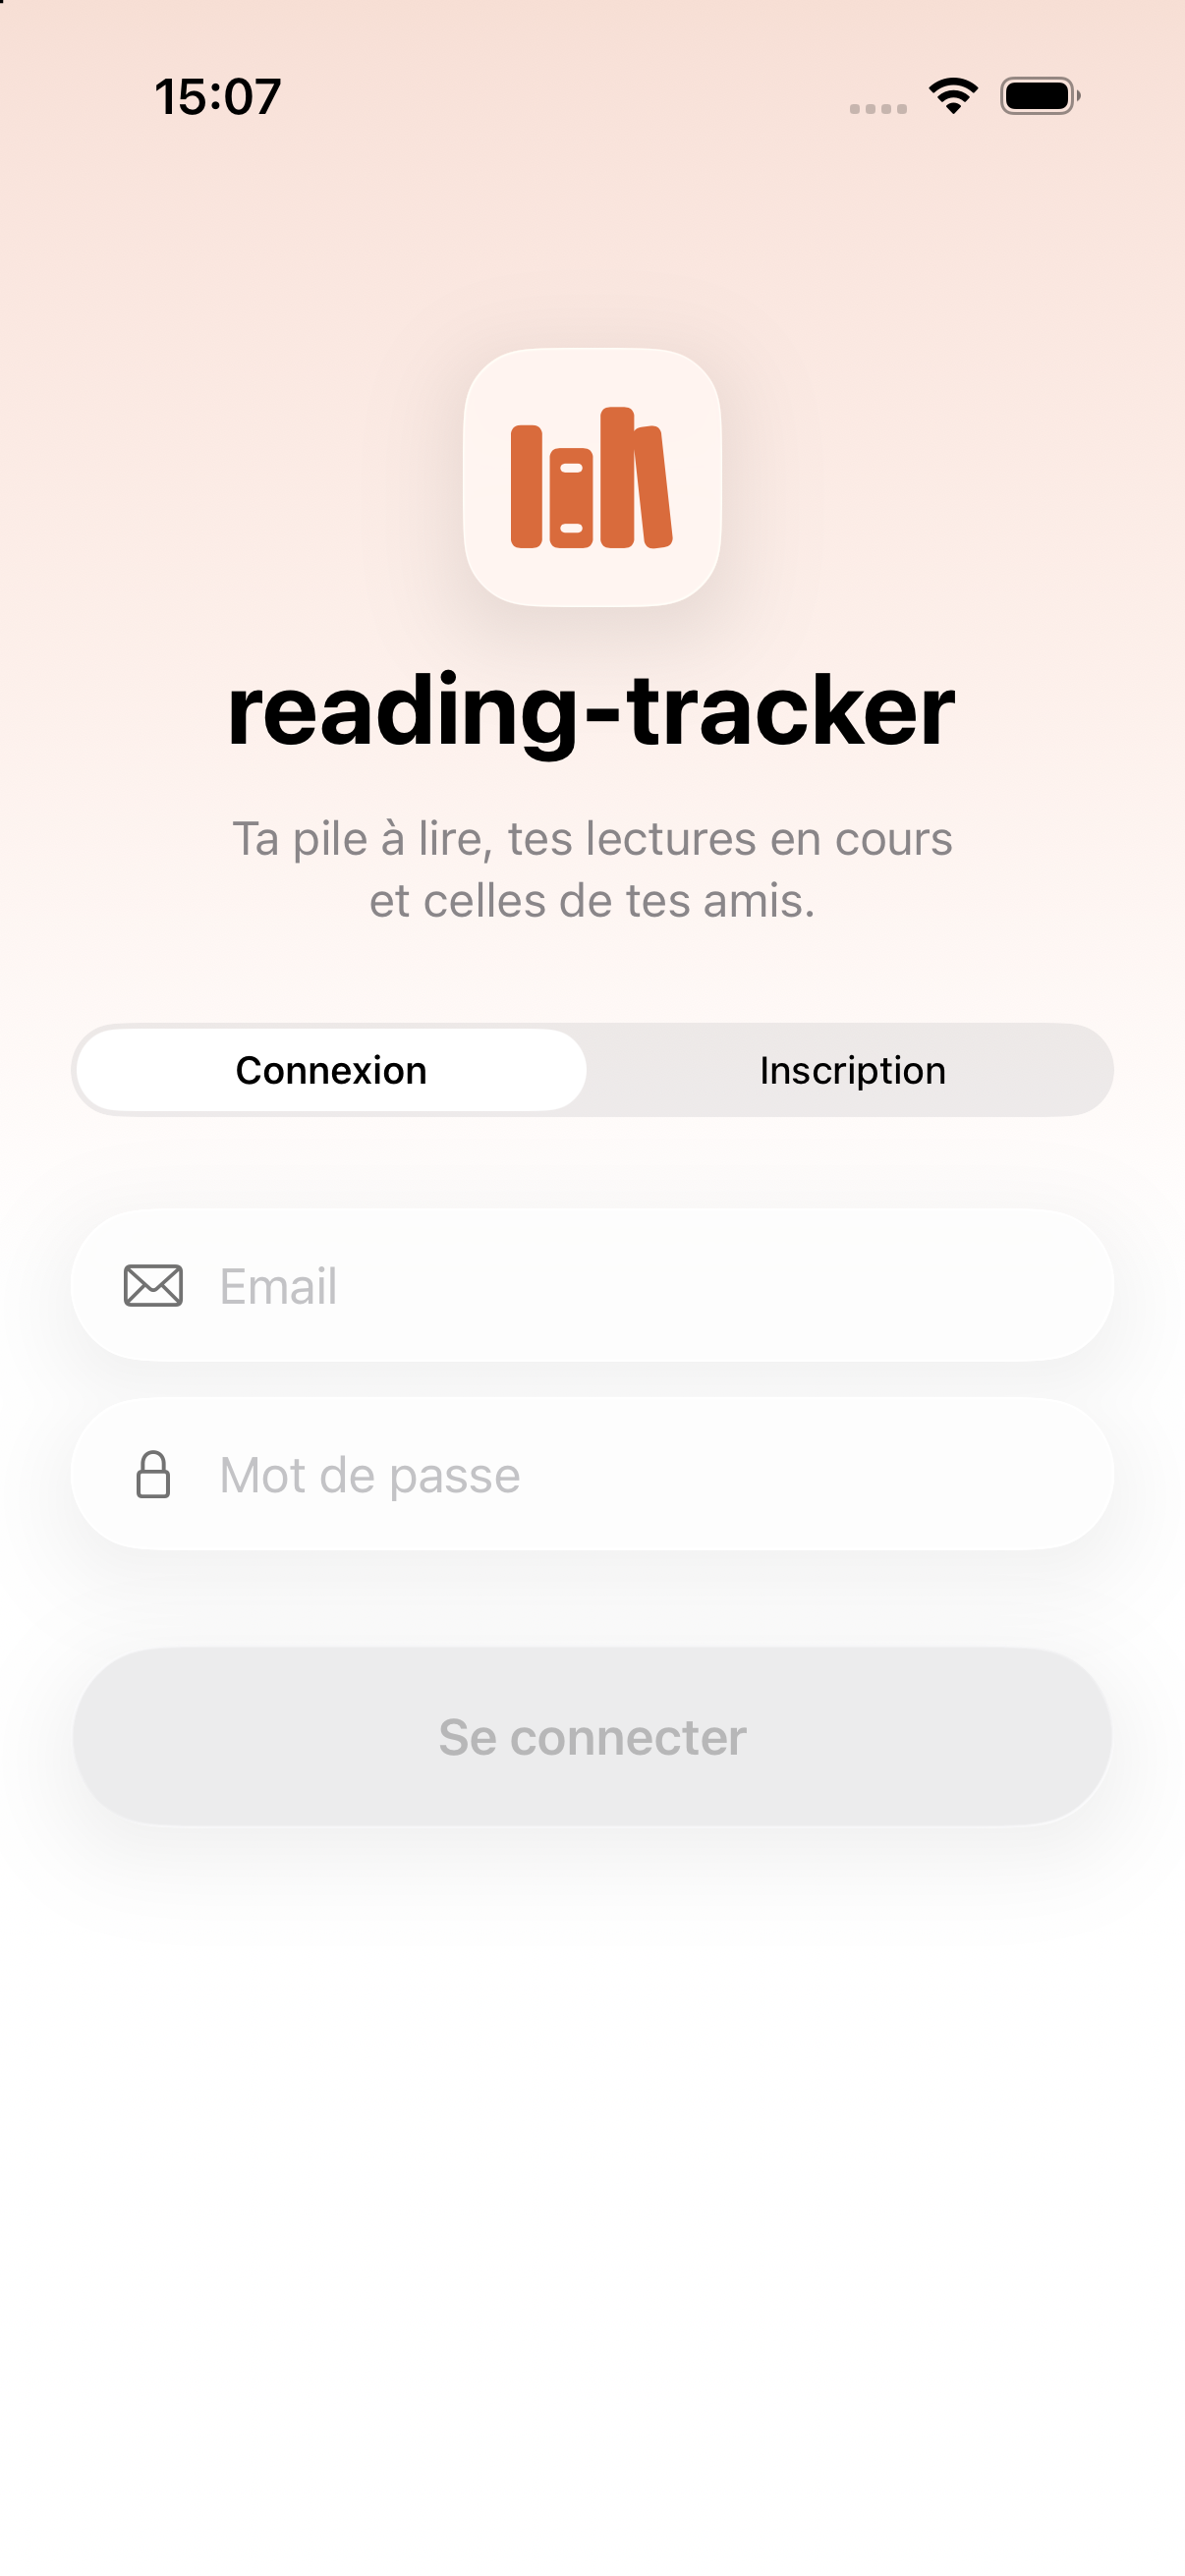 15:07
reading-tracker
Ta pile à lire, tes lectures en cours
et celles de tes amis.
Connexion
Inscription
Email
Mot de passe
Se connecter